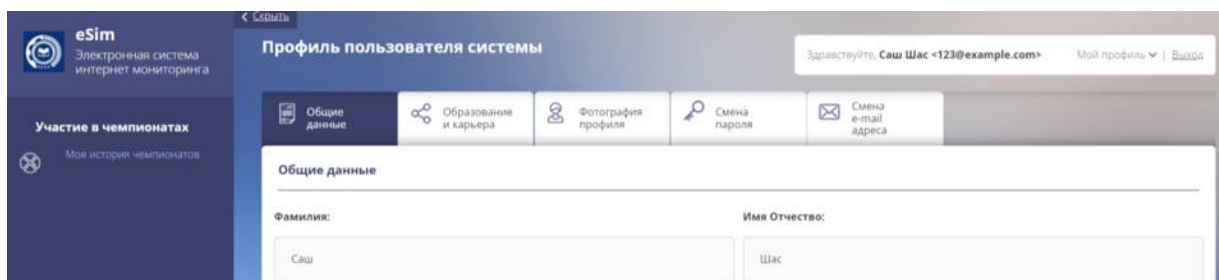 Скрыть
eSim
Электронная система
интернет мониторинга
Профиль пользователя системы
Здравствуйте, Саш Шас <123@example.com>
Мой профиль | Выход
Участие в чемпионатах
Моя история чемпионатов
Общие
данные
Образование
и карьера
Фотография
профиля
Смена
пароля
Смена
e-mail
адреса
Общие данные
Фамилия:
Имя Отчество:
Саш
Шас